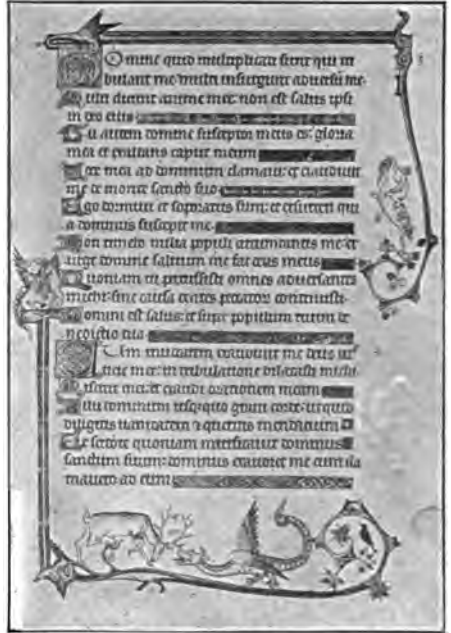 Domine quid multiplicati sunt qui tri
bulant me: multi insurgunt adversum me
Multi dicunt anime mee: non est salus ipsi
in deo eius
Tu autem domine susceptor meus es: gloria
mea et exaltans caput meum
Voce mea ad dominum clamavi: et exaudivit
me de monte sancto suo
Ego dormivi et soporatus sum: et exsurrexi qui
a dominus suscepit me
Non timebo milia populi circumdantis me: ex
urge domine salvum me fac deus meus
Quoniam tu percussisti omnes adversantes
michi: sine causa dentes peccatorum contrivisti
Domini est salus: et super populum tuum be
nedictio tua
Cum invocarem exaudivit me deus ius
ticie mee: in tribulatione dilatasti michi
Miserere mei: et exaudi orationem meam
Filii hominum usquequo gravi corde: ut quid
diligitis vanitatem et queritis mendacium
Et scitote quoniam mirificavit dominus
sanctum suum: dominus exaudiet me cum cla
mavero ad eum